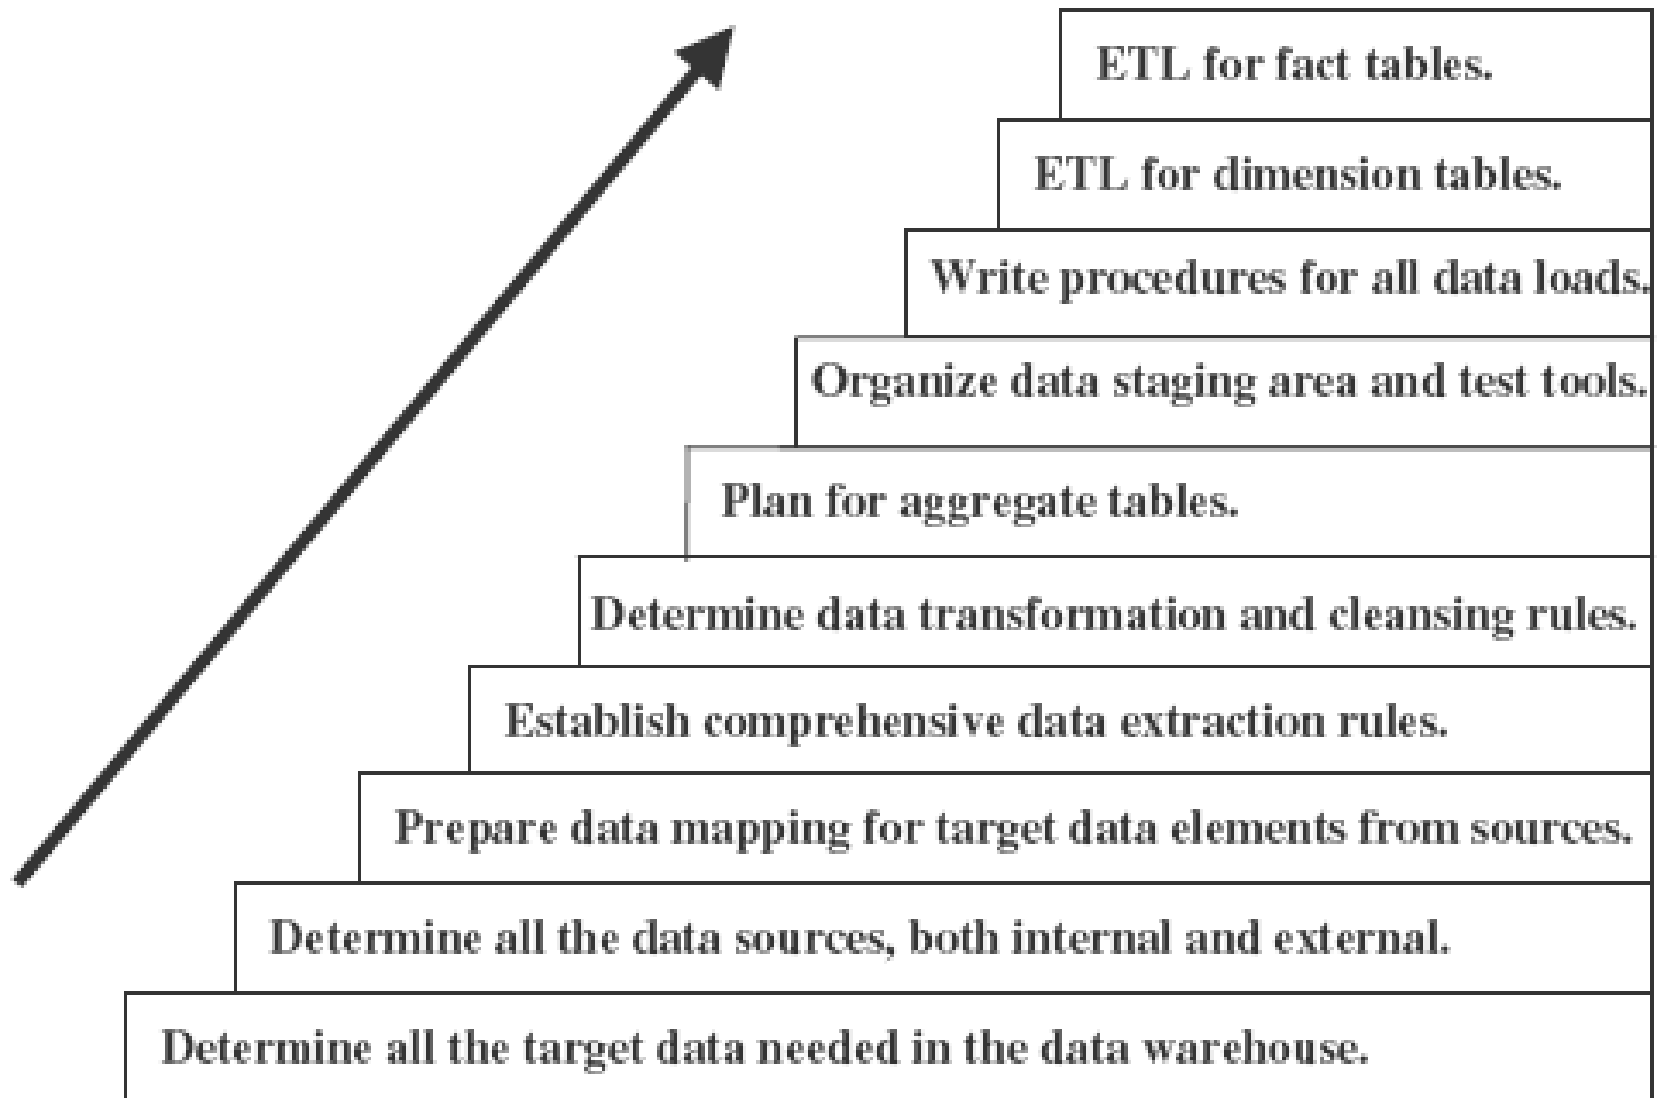 ETL for fact tables.
ETL for dimension tables.
Write procedures for all data loads.
Organize data staging area and test tools.
Plan for aggregate tables.
Determine data transformation and cleansing rules.
Establish comprehensive data extraction rules.
Prepare data mapping for target data elements from sources.
Determine all the data sources, both internal and external.
Determine all the target data needed in the data warehouse.